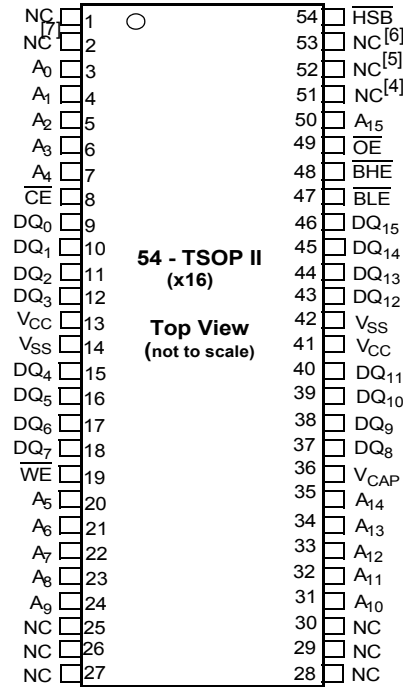 NC 1 54 H̅S̅B̅
NC[7] 2 53 NC[6]
A0 3 52 NC[5]
A1 4 51 NC[4]
A2 5 50 A15
A3 6 49 O̅E̅
A4 7 48 B̅H̅E̅
C̅E̅ 8 47 B̅L̅E̅
DQ0 9 46 DQ15
DQ1 10 45 DQ14
DQ2 11 44 DQ13
DQ3 12 43 DQ12
VCC 13 42 VSS
VSS 14 41 VCC
DQ4 15 40 DQ11
DQ5 16 39 DQ10
DQ6 17 38 DQ9
DQ7 18 37 DQ8
W̅E̅ 19 36 VCAP
A5 20 35 A14
A6 21 34 A13
A7 22 33 A12
A8 23 32 A11
A9 24 31 A10
NC 25 30 NC
NC 26 29 NC
NC 27 28 NC
54 - TSOP II
(x16)
Top View
(not to scale)